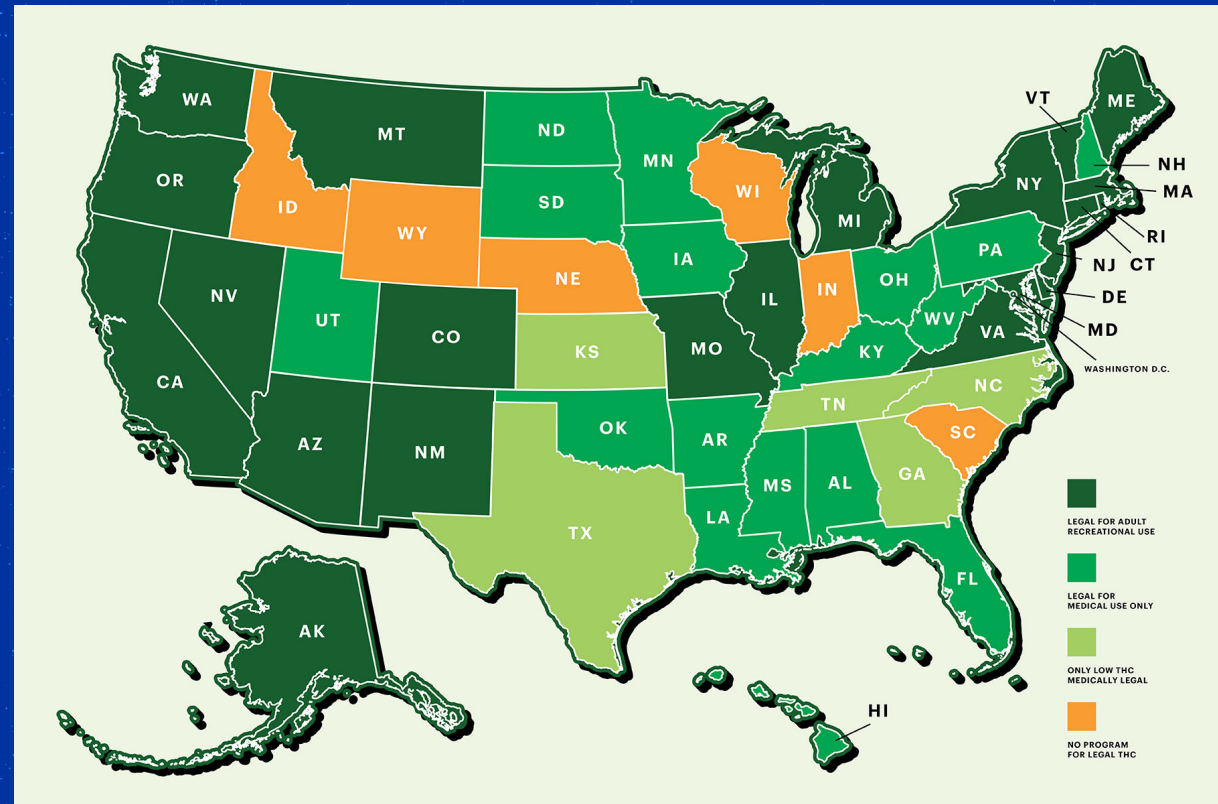 WA
MT
ND
MN
VT
ME
OR
ID
SD
WI
MI
NY
NH
MA
WY
RI
NV
NE
IA
PA
NJ CT
UT
CO
IL
IN
OH
DE
WV
MD
CA
KS
MO
KY
VA
WASHINGTON D.C.
AZ
NM
OK
AR
TN
NC
SC
TX
LA
MS
AL
GA
FL
AK
HI
LEGAL FOR ADULT
RECREATIONAL USE
LEGAL FOR
MEDICAL USE ONLY
ONLY LOW THC
MEDICALLY LEGAL
NO PROGRAM
FOR LEGAL THC